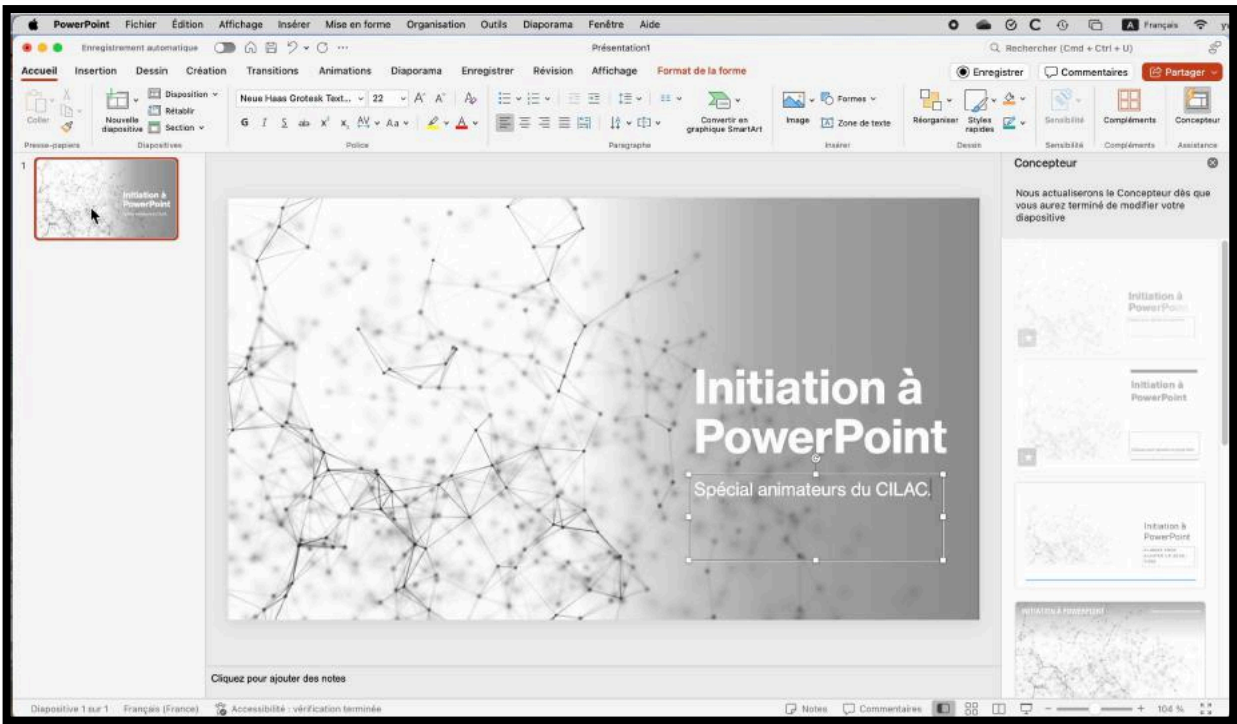 PowerPoint Fichier Édition Affichage Insérer Mise en forme Organisation Outils Diaporama Fenêtre Aide Français
Enregistrement automatique Présentation1 Rechercher (Cmd + Ctrl + U)
Accueil Insertion Dessin Création Transitions Animations Diaporama Enregistrer Révision Affichage Format de la forme Enregistrer Commentaires Partager
Coller
Nouvelle
diapositive
Disposition
Rétablir
Section
Neue Haas Grotesk Text... 22
G I S ab x² x₂ AV Aa A
Convertir en
graphique SmartArt
Image
Formes
Zone de texte
Réorganiser
Styles
rapides
Sensibilité
Compléments
Concepteur
Presse-papiers Diapositives Police Paragraphe Insérer Dessin Sensibilité Compléments Assistance
1
Initiation à
PowerPoint
Initiation à
PowerPoint
Spécial animateurs du CILAC.
Concepteur
Nous actualiserons le Concepteur dès que
vous aurez terminé de modifier votre
diapositive
Initiation à
PowerPoint
Initiation à
PowerPoint
Initiation à
PowerPoint
INITIATION À POWERPOINT
Cliquez pour ajouter des notes
Diapositive 1 sur 1 Français (France) Accessibilité : vérification terminée Notes Commentaires 104 %